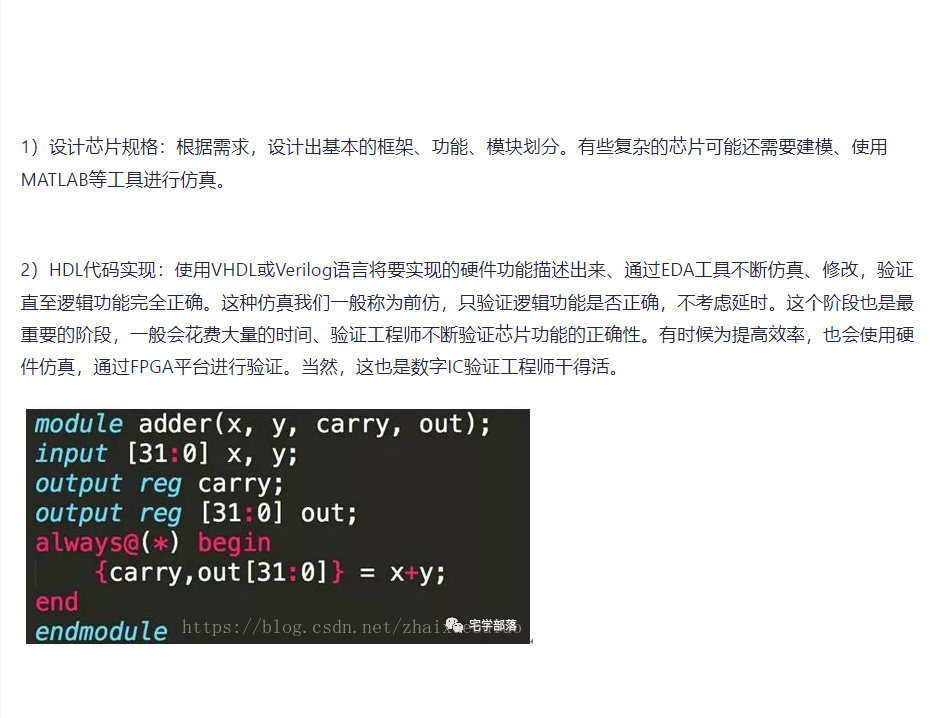 1）设计芯片规格：根据需求，设计出基本的框架、功能、模块划分。有些复杂的芯片可能还需要建模、使用
MATLAB等工具进行仿真。
2）HDL代码实现：使用VHDL或Verilog语言将要实现的硬件功能描述出来、通过EDA工具不断仿真、修改，验证
直至逻辑功能完全正确。这种仿真我们一般称为前仿，只验证逻辑功能是否正确，不考虑延时。这个阶段也是最
重要的阶段，一般会花费大量的时间、验证工程师不断验证芯片功能的正确性。有时候为提高效率，也会使用硬
件仿真，通过FPGA平台进行验证。当然，这也是数字IC验证工程师干得活。
module adder(x, y, carry, out);
input [31:0] x, y;
output reg carry;
output reg [31:0] out;
always@(*) begin
{carry,out[31:0]} = x+y;
end
endmodule
宅学部落